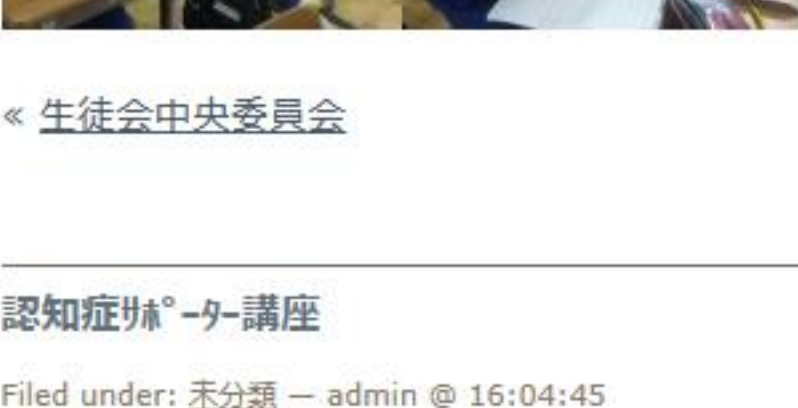 « 生徒会中央委員会
認知症ｻﾎﾟｰﾀｰ講座
Filed under: 未分類 — admin @ 16:04:45